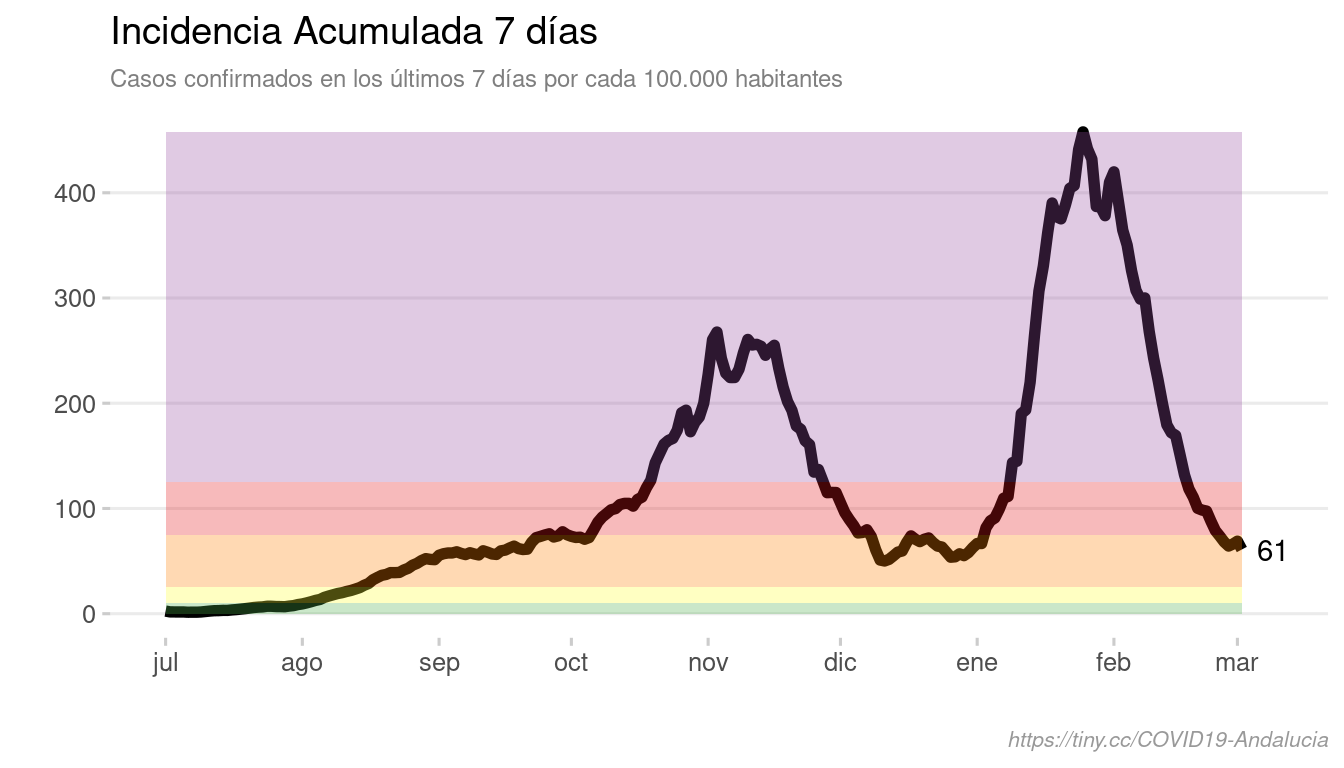 Incidencia Acumulada 7 días
Casos confirmados en los últimos 7 días por cada 100.000 habitantes
400
300
200
100
0
61
jul ago sep oct nov dic ene feb mar
https://tiny.cc/COVID19-Andalucia